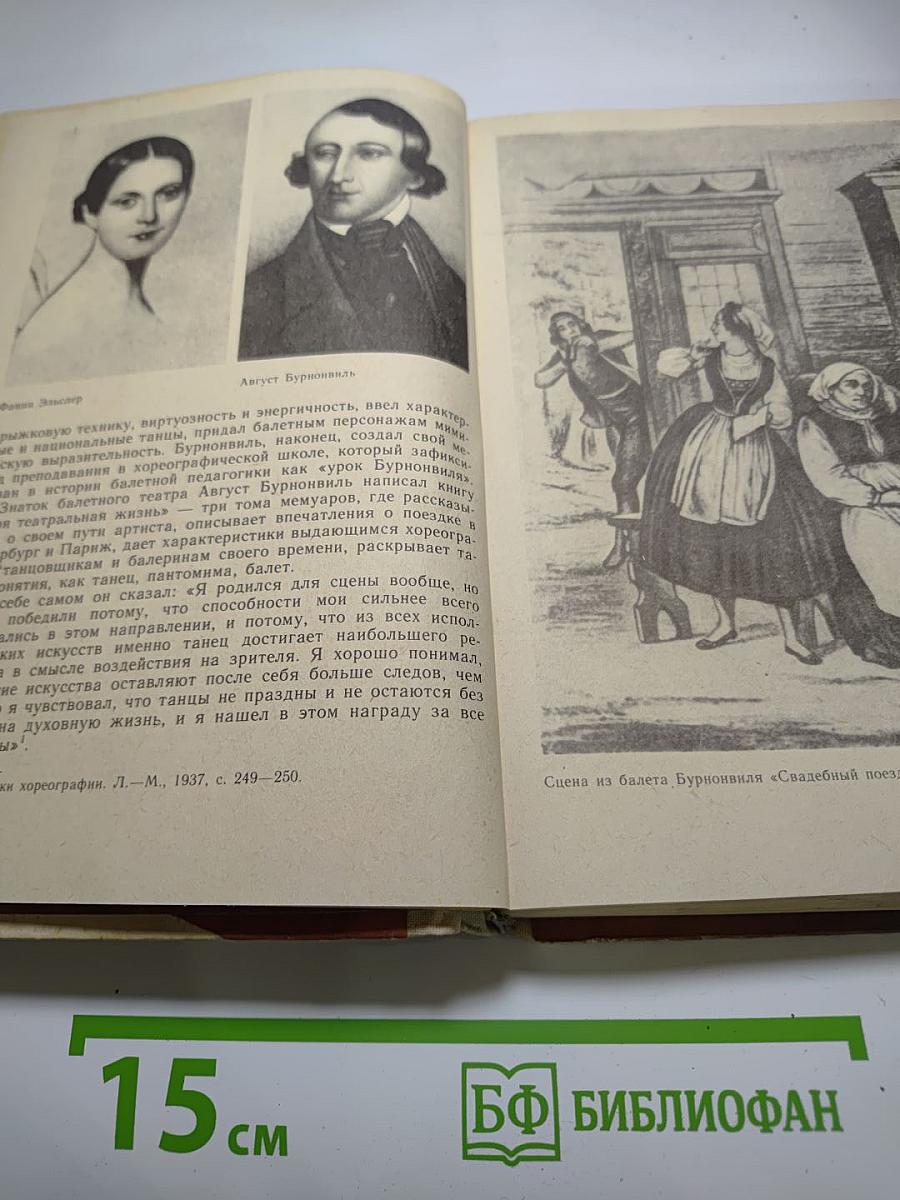 Фанни Эльслер
Август Бурнонвиль
рыжковую технику, виртуозность и энергичность, ввел характер-
ые и национальные танцы, придал балетным персонажам мими-
скую выразительность. Бурнонвиль, наконец, создал свой ме-
д преподавания в хореографической школе, который зафикси-
ван в истории балетной педагогики как «урок Бурнонвиля».
Знаток балетного театра Август Бурнонвиль написал книгу
оя театральная жизнь» — три тома мемуаров, где рассказы-
о своем пути артиста, описывает впечатления о поездке в
рбург и Париж, дает характеристики выдающимся хореогра-
танцовщикам и балеринам своего времени, раскрывает та-
онятия, как танец, пантомима, балет.
себе самом он сказал: «Я родился для сцены вообще, но
победили потому, что способности мои сильнее всего
ались в этом направлении, и потому, что из всех испол-
ких искусств именно танец достигает наибольшего ре-
а в смысле воздействия на зрителя. Я хорошо понимал,
ие искусства оставляют после себя больше следов, чем
о я чувствовал, что танцы не праздны и не остаются без
на духовную жизнь, и я нашел в этом награду за все
ы»¹.
ки хореографии. Л.—М., 1937, с. 249—250.
Сцена из балета Бурнонвиля «Свадебный поезд
15 см
БФ БИБЛИОФАН